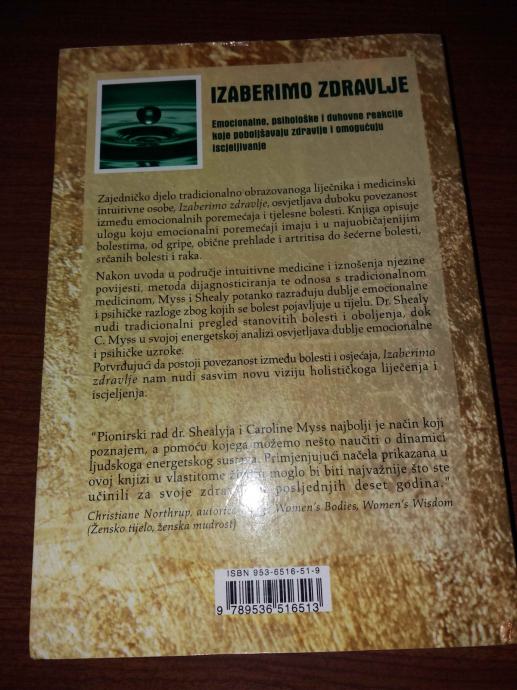 IZABERIMO ZDRAVLJE
Emocionalne, psihološke i duhovne reakcije
koje poboljšavaju zdravlje i omogućuju
iscjeljivanje
Zajedničko djelo tradicionalno obrazovanoga liječnika i medicinski
intuitivne osobe, Izaberimo zdravlje, osvjetljava duboku povezanost
između emocionalnih poremećaja i tjelesne bolesti. Knjiga opisuje
ulogu koju emocionalni poremećaji imaju i u najuobičajenijim
bolestima, od gripe, obične prehlade i artritisa do šećerne bolesti,
srčanih bolesti i raka.
Nakon uvoda u područje intuitivne medicine i iznošenja njezine
povijesti, metoda dijagnosticiranja te odnosa s tradicionalnom
medicinom, Myss i Shealy potanko razrađuju dublje emocionalne
i psihičke razloge zbog kojih se bolest pojavljuje u tijelu. Dr. Shealy
nudi tradicionalni pregled stanovitih bolesti i oboljenja, dok
C. Myss u svojoj energetskoj analizi osvjetljava dublje emocionalne
i psihičke uzroke.
Potvrđujući da postoji povezanost između bolesti i osjećaja, Izaberimo
zdravlje nam nudi sasvim novu viziju holističkoga liječenja i
iscjeljenja.
"Pionirski rad dr. Shealyja i Caroline Myss najbolji je način koji
poznajem, a pomoću kojega možemo nešto naučiti o dinamici
ljudskoga energetskog sustava. Primjenjujući načela prikazana u
ovoj knjizi u vlastitome moglo bi biti najvažnije što ste
učinili za svoje posljednjih deset godina."
Christiane Northrup, Women's Bodies, Women's Wisdom
(Žensko tijelo, ženska mudrost)
ISBN 953-6516-51-9
9 789536 516513